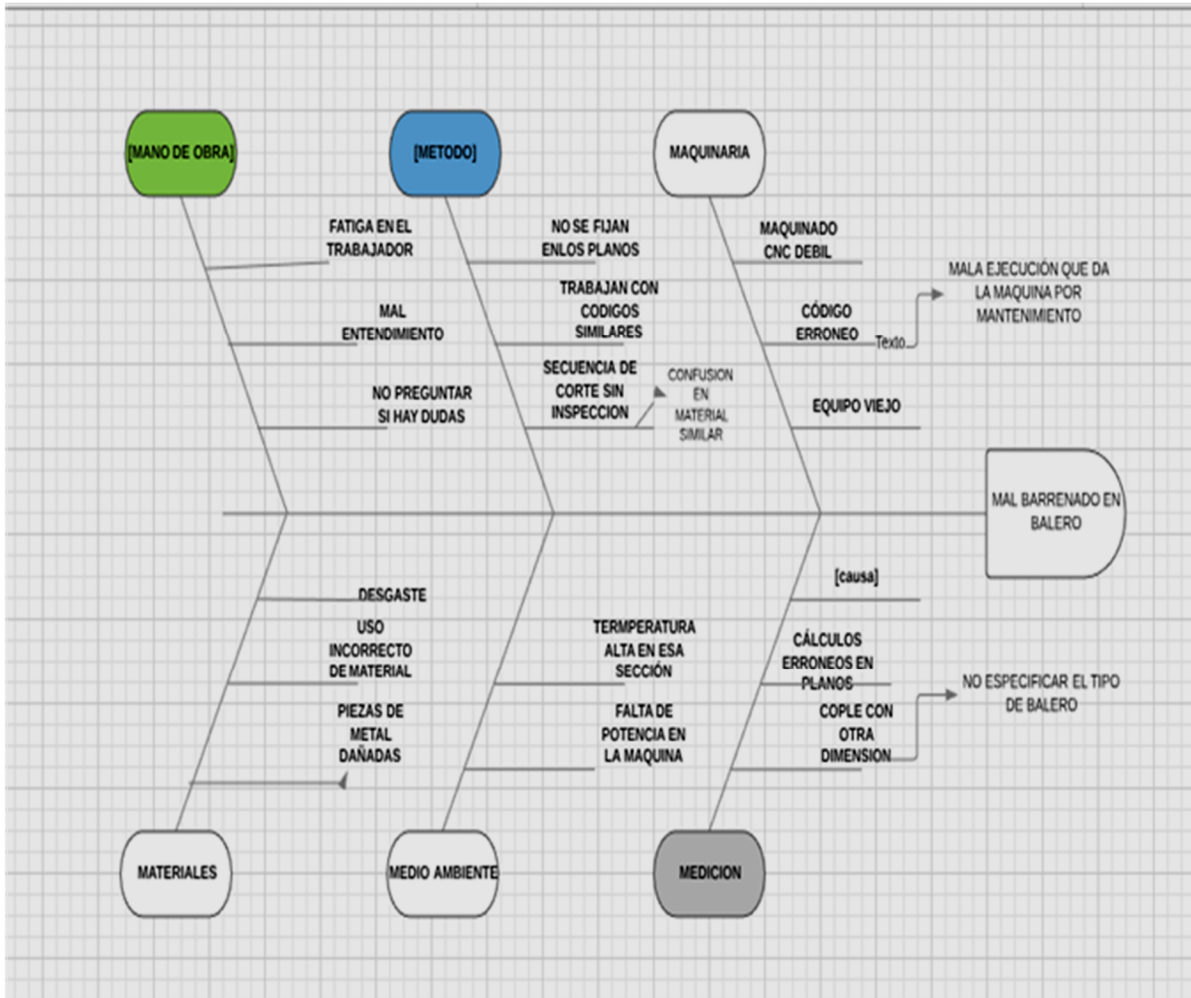 [MANO DE OBRA]
[METODO]
MAQUINARIA
FATIGA EN EL
TRABAJADOR
MAL
ENTENDIMIENTO
NO PREGUNTAR
SI HAY DUDAS
NO SE FIJAN
ENLOS PLANOS
TRABAJAN CON
CODIGOS
SIMILARES
SECUENCIA DE
CORTE SIN
INSPECCION
CONFUSION
EN
MATERIAL
SIMILAR
MAQUINADO
CNC DEBIL
CÓDIGO
ERRONEO
Texto
MALA EJECUCIÓN QUE DA
LA MAQUINA POR
MANTENIMIENTO
EQUIPO VIEJO
MAL BARRENADO EN
BALERO
DESGASTE
USO
INCORRECTO
DE MATERIAL
PIEZAS DE
METAL
DAÑADAS
TERMPERATURA
ALTA EN ESA
SECCIÓN
FALTA DE
POTENCIA EN
LA MAQUINA
[causa]
CÁLCULOS
ERRONEOS EN
PLANOS
COPLE CON
OTRA
DIMENSION
NO ESPECIFICAR EL TIPO
DE BALERO
MATERIALES
MEDIO AMBIENTE
MEDICION